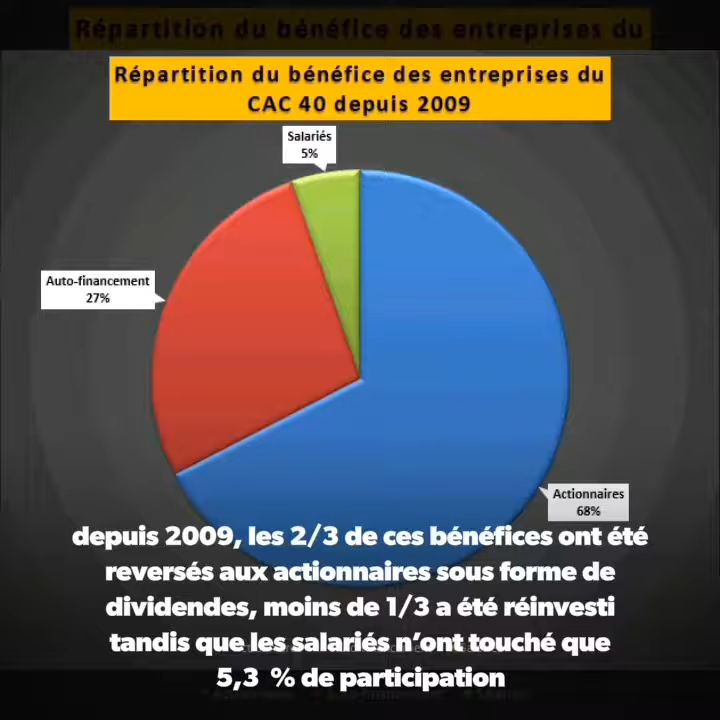 Répartition du bénéfice des entreprises du
Répartition du bénéfice des entreprises du
CAC 40 depuis 2009
Salariés
5%
Auto-financement
27%
Actionnaires
68%
depuis 2009, les 2/3 de ces bénéfices ont été
reversés aux actionnaires sous forme de
dividendes, moins de 1/3 a été réinvesti
tandis que les salariés n’ont touché que
5,3 % de participation